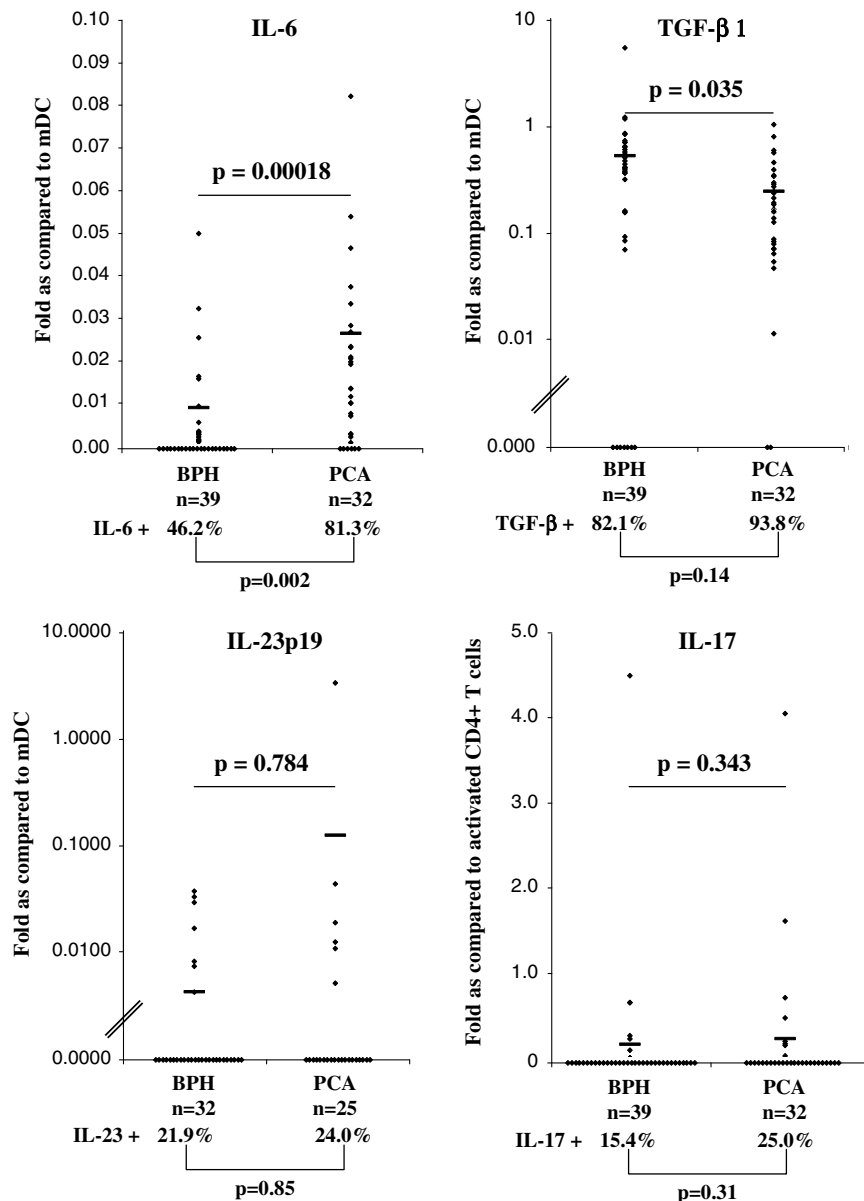 IL-6
Fold as compared to mDC
0.10
0.09
0.08
0.07
0.06
0.05
0.04
0.03
0.02
0.01
0.00
p = 0.00018
BPH PCA
n=39 n=32
IL-6 + 46.2% 81.3%
p=0.002
TGF-β 1
Fold as compared to mDC
10
1
0.1
0.01
0.000
p = 0.035
BPH PCA
n=39 n=32
TGF-β + 82.1% 93.8%
p=0.14
IL-23p19
Fold as compared to mDC
10.0000
1.0000
0.1000
0.0100
0.0000
p = 0.784
BPH PCA
n=32 n=25
IL-23 + 21.9% 24.0%
p=0.85
IL-17
Fold as compared to activated CD4+ T cells
5.0
4.0
3.0
2.0
1.0
0
p = 0.343
BPH PCA
n=39 n=32
IL-17 + 15.4% 25.0%
p=0.31